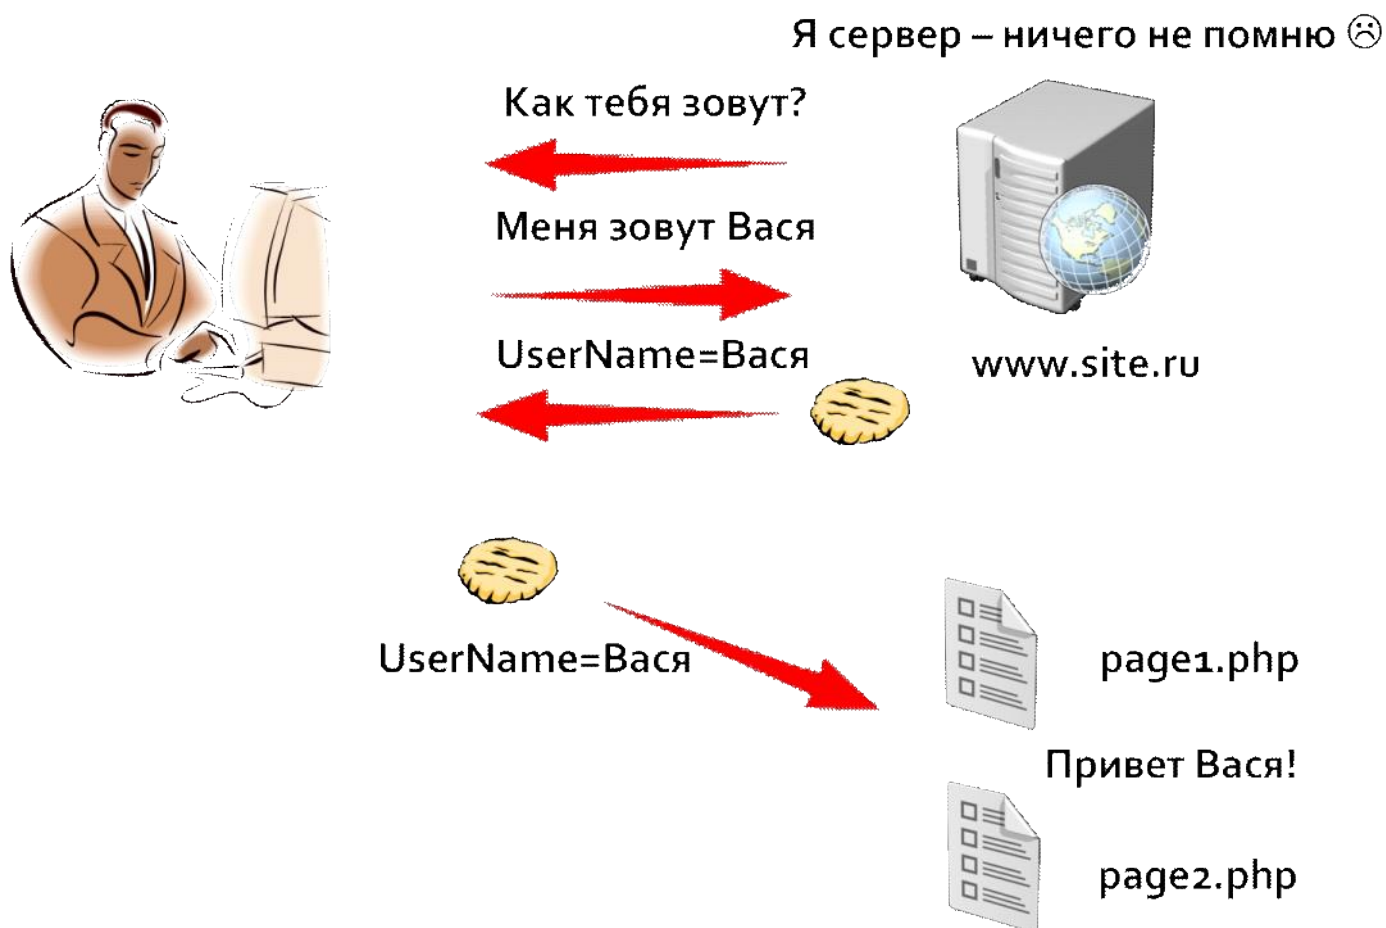 Я сервер – ничего не помню ☹
Как тебя зовут?
Меня зовут Вася
UserName=Вася
www.site.ru
UserName=Вася
page1.php
Привет Вася!
page2.php